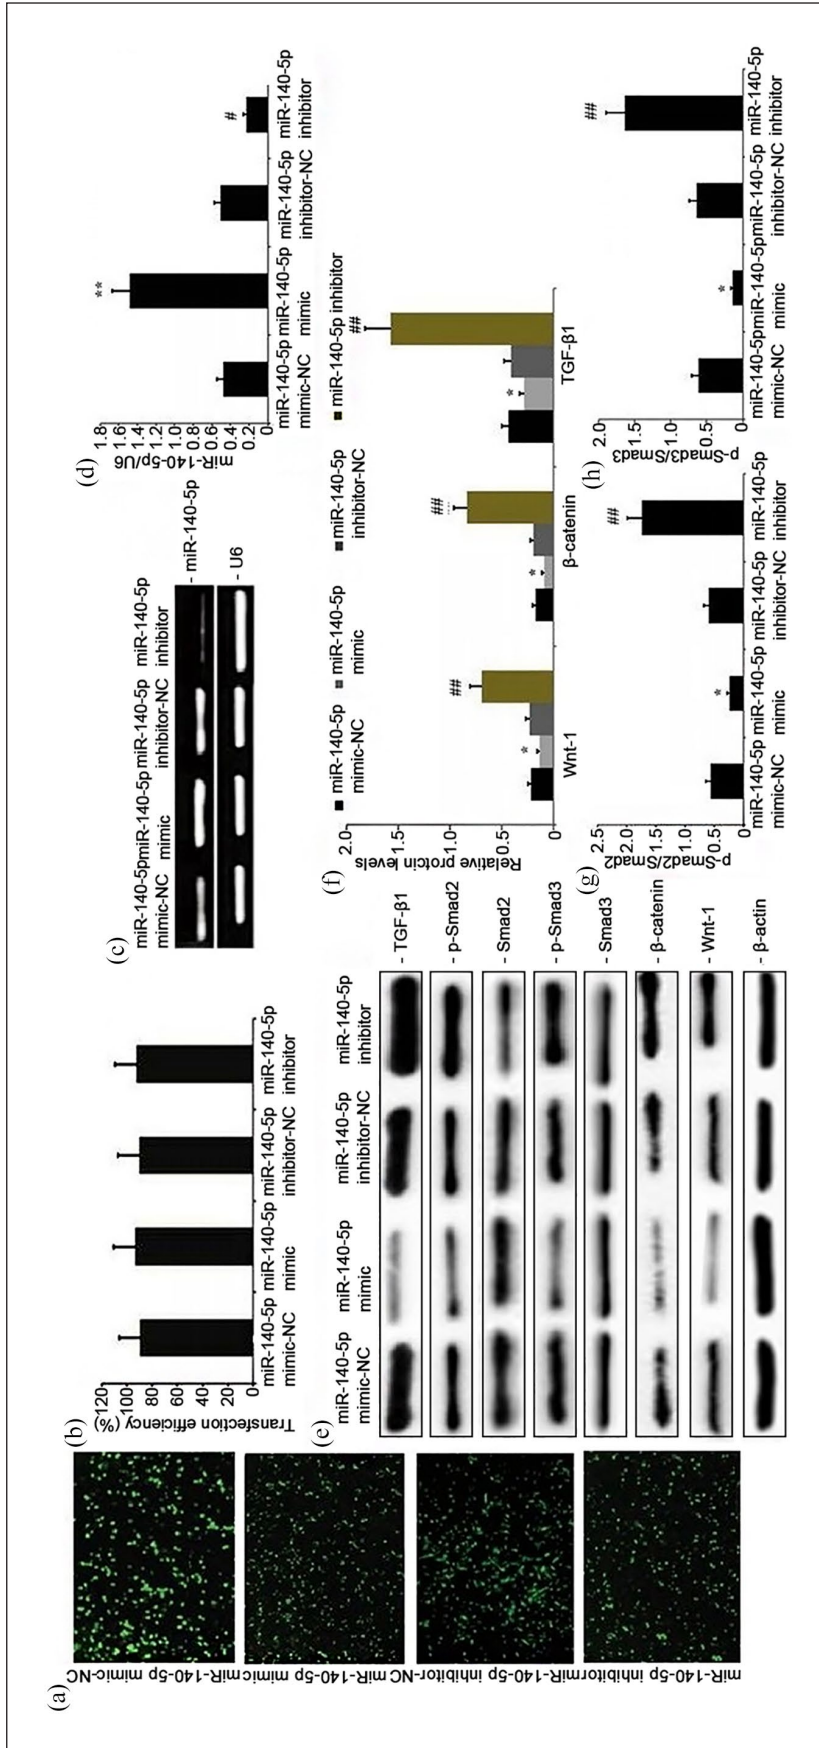 (a)
miR-140-5p mimic-NC
miR-140-5p mimic
miR-140-5p inhibitor-NC
miR-140-5p inhibitor
(b)
Transfection efficiency (%)
120
100
80
60
40
20
0
miR-140-5p mimic-NC
miR-140-5p mimic
miR-140-5p inhibitor-NC
miR-140-5p inhibitor
(c)
miR-140-5p mimic-NC
miR-140-5p mimic
miR-140-5p inhibitor-NC
miR-140-5p inhibitor
- miR-140-5p
- U6
(d)
miR-140-5p/U6
1.8
1.6
1.4
1.2
1.0
0.8
0.6
0.4
0.2
0
**
#
miR-140-5p mimic-NC
miR-140-5p mimic
miR-140-5p inhibitor-NC
miR-140-5p inhibitor
(e)
miR-140-5p mimic-NC
miR-140-5p mimic
miR-140-5p inhibitor-NC
miR-140-5p inhibitor
- TGF-β1
- p-Smad2
- Smad2
- p-Smad3
- Smad3
- β-catenin
- Wnt-1
- β-actin
(f)
miR-140-5p mimic-NC
miR-140-5p mimic
miR-140-5p inhibitor-NC
miR-140-5p inhibitor
Relative protein levels
2.0
1.5
1.0
0.5
0.0
*
##
*
##
*
##
Wnt-1
β-catenin
TGF-β1
(g)
p-Smad2/Smad2
2.5
2.0
1.5
1.0
0.5
0
*
##
miR-140-5p mimic-NC
miR-140-5p mimic
miR-140-5p inhibitor-NC
miR-140-5p inhibitor
(h)
p-Smad3/Smad3
2.0
1.5
1.0
0.5
0
*
##
miR-140-5p mimic-NC
miR-140-5p mimic
miR-140-5p inhibitor-NC
miR-140-5p inhibitor